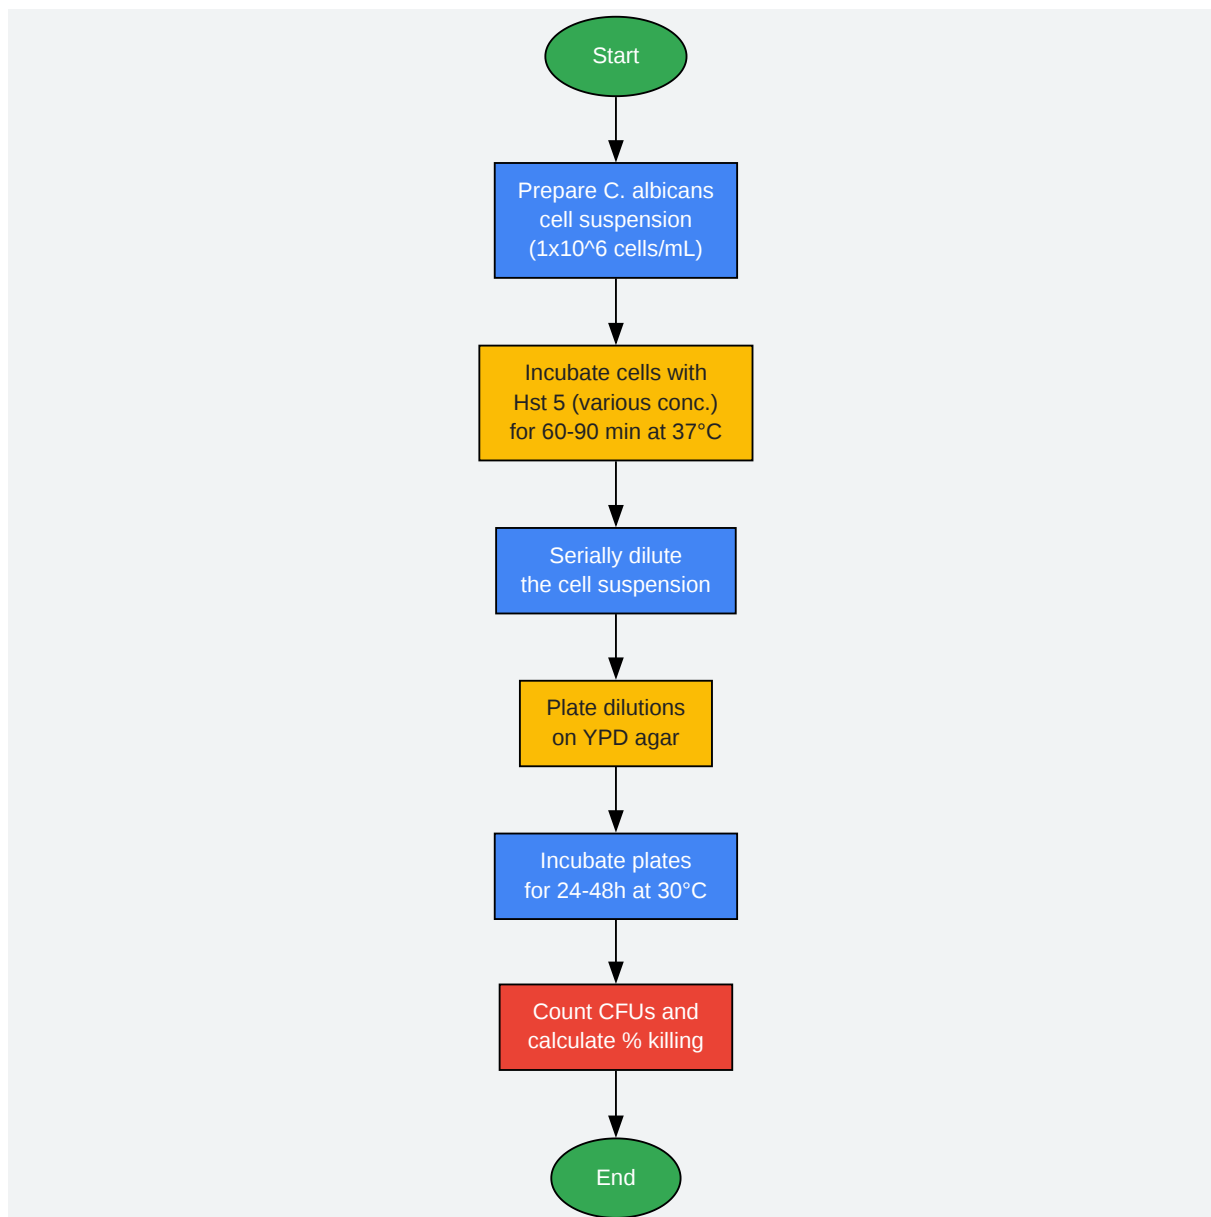 Start
Prepare C. albicans
cell suspension
(1x10^6 cells/mL)
Incubate cells with
Hst 5 (various conc.)
for 60-90 min at 37°C
Serially dilute
the cell suspension
Plate dilutions
on YPD agar
Incubate plates
for 24-48h at 30°C
Count CFUs and
calculate % killing
End